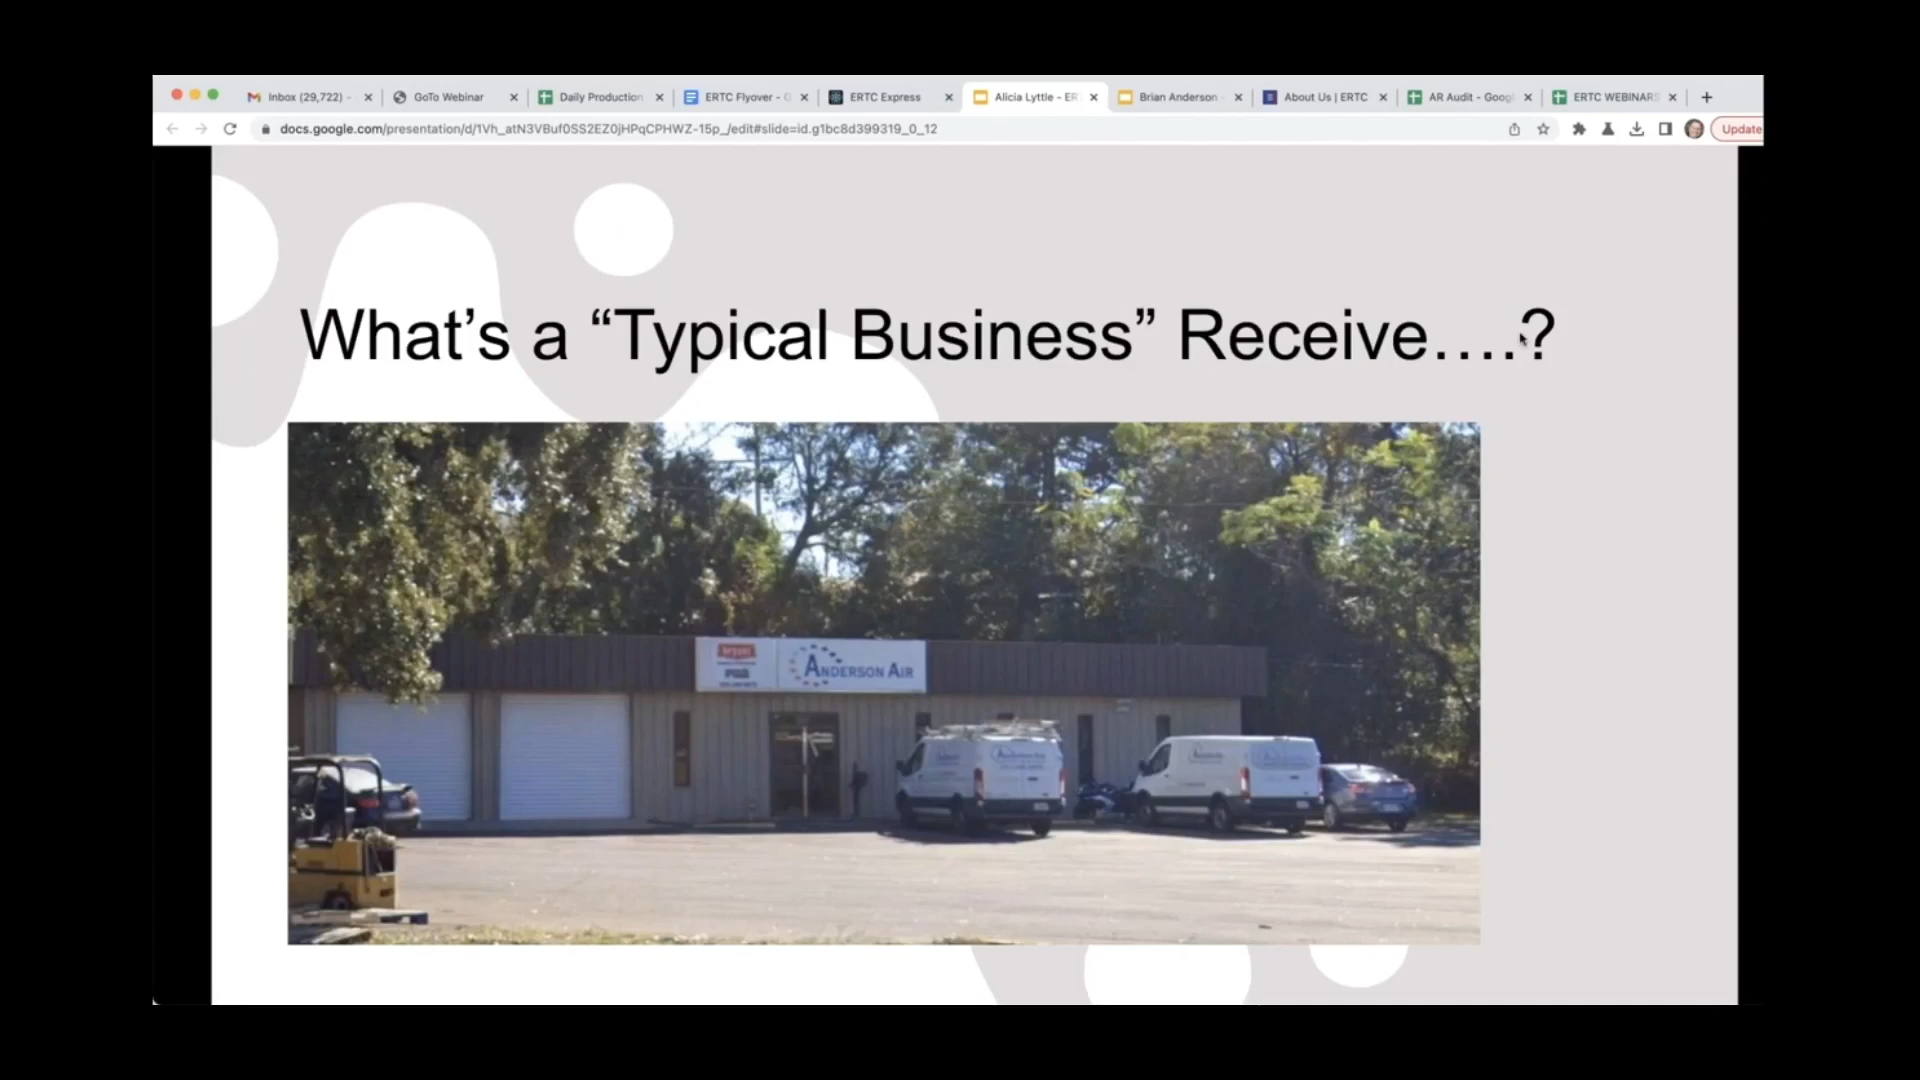 Inbox (29,722) -
GoTo Webinar
Daily Production
ERTC Flyover - G
ERTC Express
Alicia Lyttle - ER
Brian Anderson -
About Us | ERTC
AR Audit - Googl
ERTC WEBINARS
docs.google.com/presentation/d/1Vh_atN3VBuf0SS2EZ0jHPqCPHWZ-15p_/edit#slide=id.g1bc8d399319_0_12
Update
What’s a “Typical Business” Receive….?
bryant
ANDERSON AIR